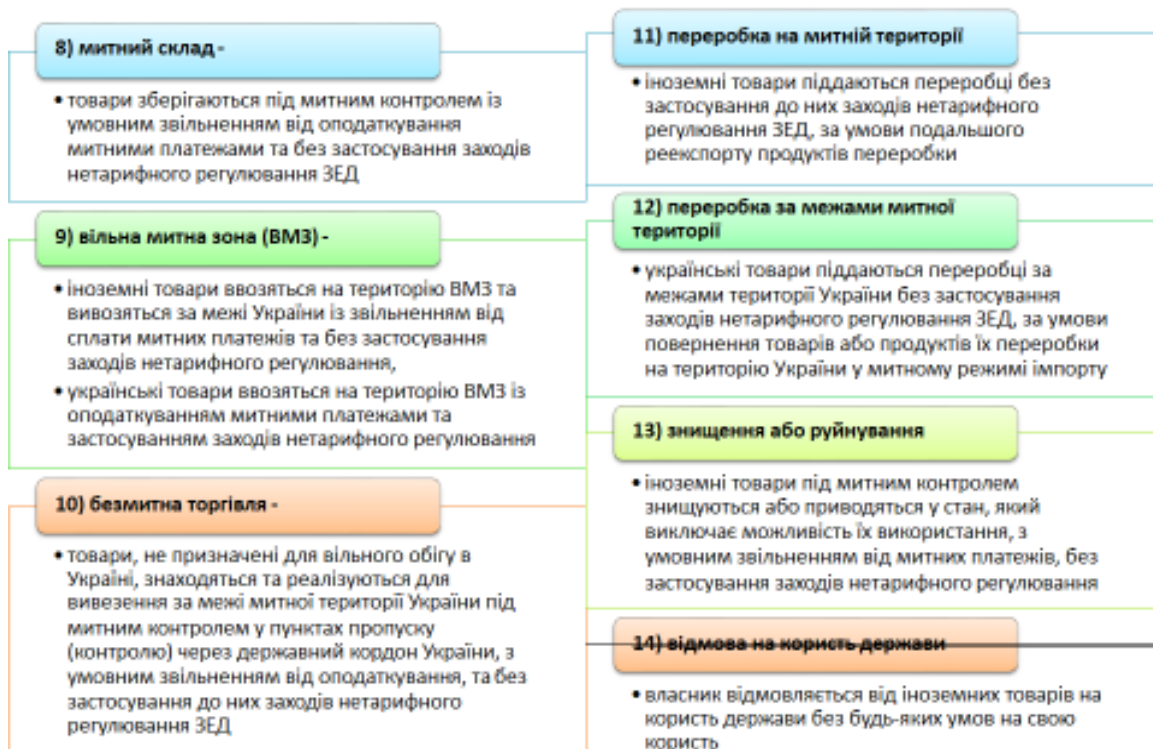 8) митний склад -
• товари зберігаються під митним контролем із
умовним звільненням від оподаткування
митними платежами та без застосування заходів
нетарифного регулювання ЗЕД
9) вільна митна зона (ВМЗ) -
• іноземні товари ввозяться на територію ВМЗ та
вивозяться за межі України із звільненням від
сплати митних платежів та без застосування
заходів нетарифного регулювання,
• українські товари ввозяться на територію ВМЗ із
оподаткуванням митними платежами та
застосуванням заходів нетарифного регулювання
10) безмитна торгівля -
• товари, не призначені для вільного обігу в
Україні, знаходяться та реалізуються для
вивезення за межі митної території України під
митним контролем у пунктах пропуску
(контролю) через державний кордон України, з
умовним звільненням від оподаткування, та без
застосування до них заходів нетарифного
регулювання ЗЕД
11) переробка на митній території
• іноземні товари піддаються переробці без
застосування до них заходів нетарифного
регулювання ЗЕД, за умови подальшого
реекспорту продуктів переробки
12) переробка за межами митної
території
• українські товари піддаються переробці за
межами території України без застосування
заходів нетарифного регулювання ЗЕД, за умови
повернення товарів або продуктів їх переробки
на територію України у митному режимі імпорту
13) знищення або руйнування
• іноземні товари під митним контролем
знищуються або приводяться у стан, який
виключає можливість їх використання, з
умовним звільненням від митних платежів, без
застосування заходів нетарифного регулювання
14) відмова на користь держави
• власник відмовляється від іноземних товарів на
користь держави без будь-яких умов на свою
користь